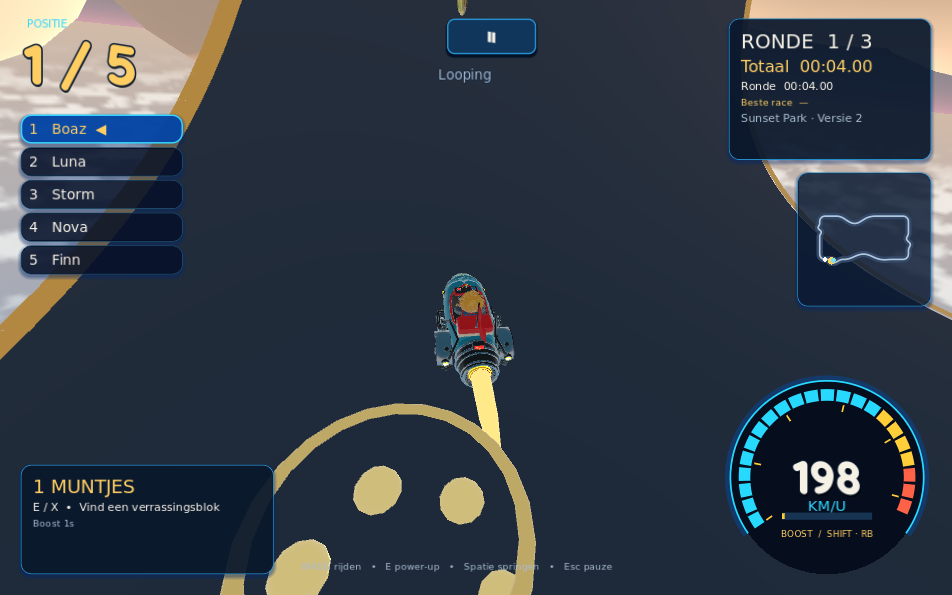 POSITIE
1 / 5
1 Boaz ◀
2 Luna
3 Storm
4 Nova
5 Finn
Looping
RONDE 1 / 3
Totaal 00:04.00
Ronde 00:04.00
Beste race —
Sunset Park · Versie 2
1 MUNTJES
E / X • Vind een verrassingsblok
Boost 1s
rijden • E power-up • Spatie springen • Esc pauze
198
KM/U
BOOST / SHIFT · RB